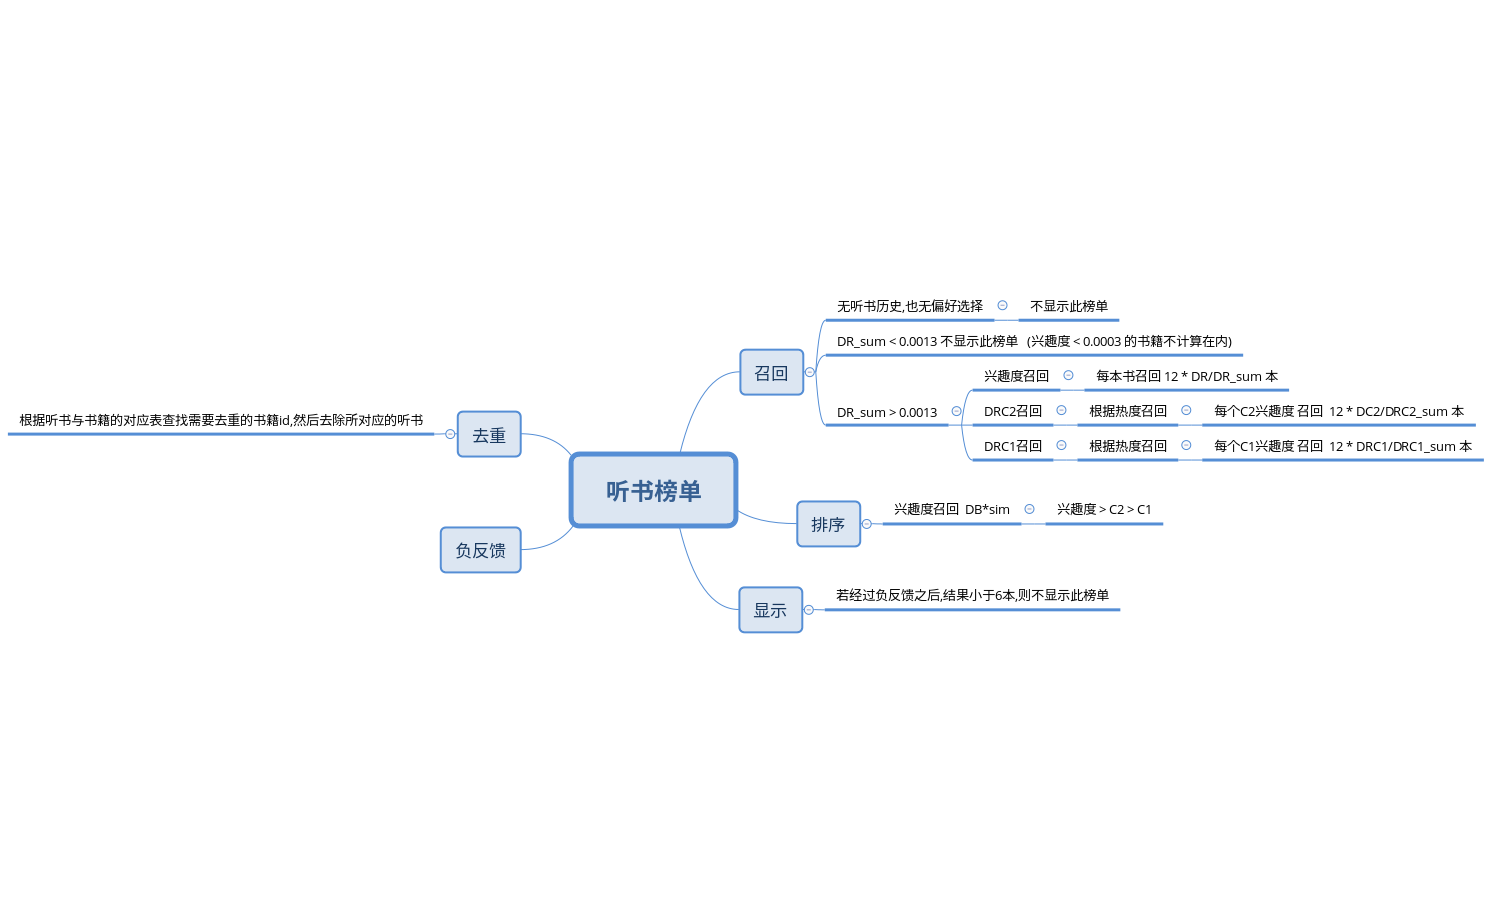 听书榜单
召回
无听书历史,也无偏好选择
不显示此榜单
DR_sum < 0.0013 不显示此榜单 (兴趣度 < 0.0003 的书籍不计算在内)
DR_sum > 0.0013
兴趣度召回
每本书召回 12 * DR/DR_sum 本
DRC2召回
根据热度召回
每个C2兴趣度 召回 12 * DC2/DRC2_sum 本
DRC1召回
根据热度召回
每个C1兴趣度 召回 12 * DRC1/DRC1_sum 本
排序
兴趣度召回 DB*sim
兴趣度 > C2 > C1
显示
若经过负反馈之后,结果小于6本,则不显示此榜单
去重
根据听书与书籍的对应表查找需要去重的书籍id,然后去除所对应的听书
负反馈